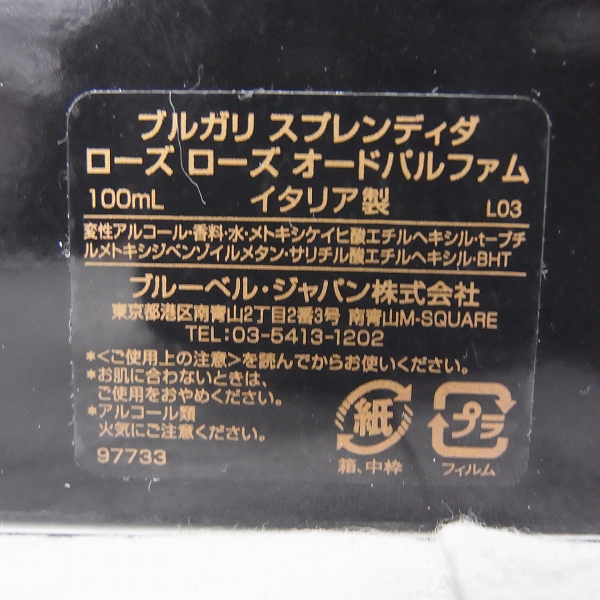 ブルガリ スプレンディダ
ローズ ローズ オードパルファム
100mL イタリア製 L03
変性アルコール・香料・水・メトキシケイヒ酸エチルヘキシル・t-ブチ
ルメトキシジベンゾイルメタン・サリチル酸エチルヘキシル・BHT
ブルーベル・ジャパン株式会社
東京都港区南青山2丁目2番3号 南青山M-SQUARE
TEL:03-5413-1202
*<ご使用上の注意>を読んでからお使いください。
*お肌に合わないときは、
ご使用をおやめください。
*アルコール類
火気にご注意ください。
97733
紙
箱、中枠
プラ
フィルム